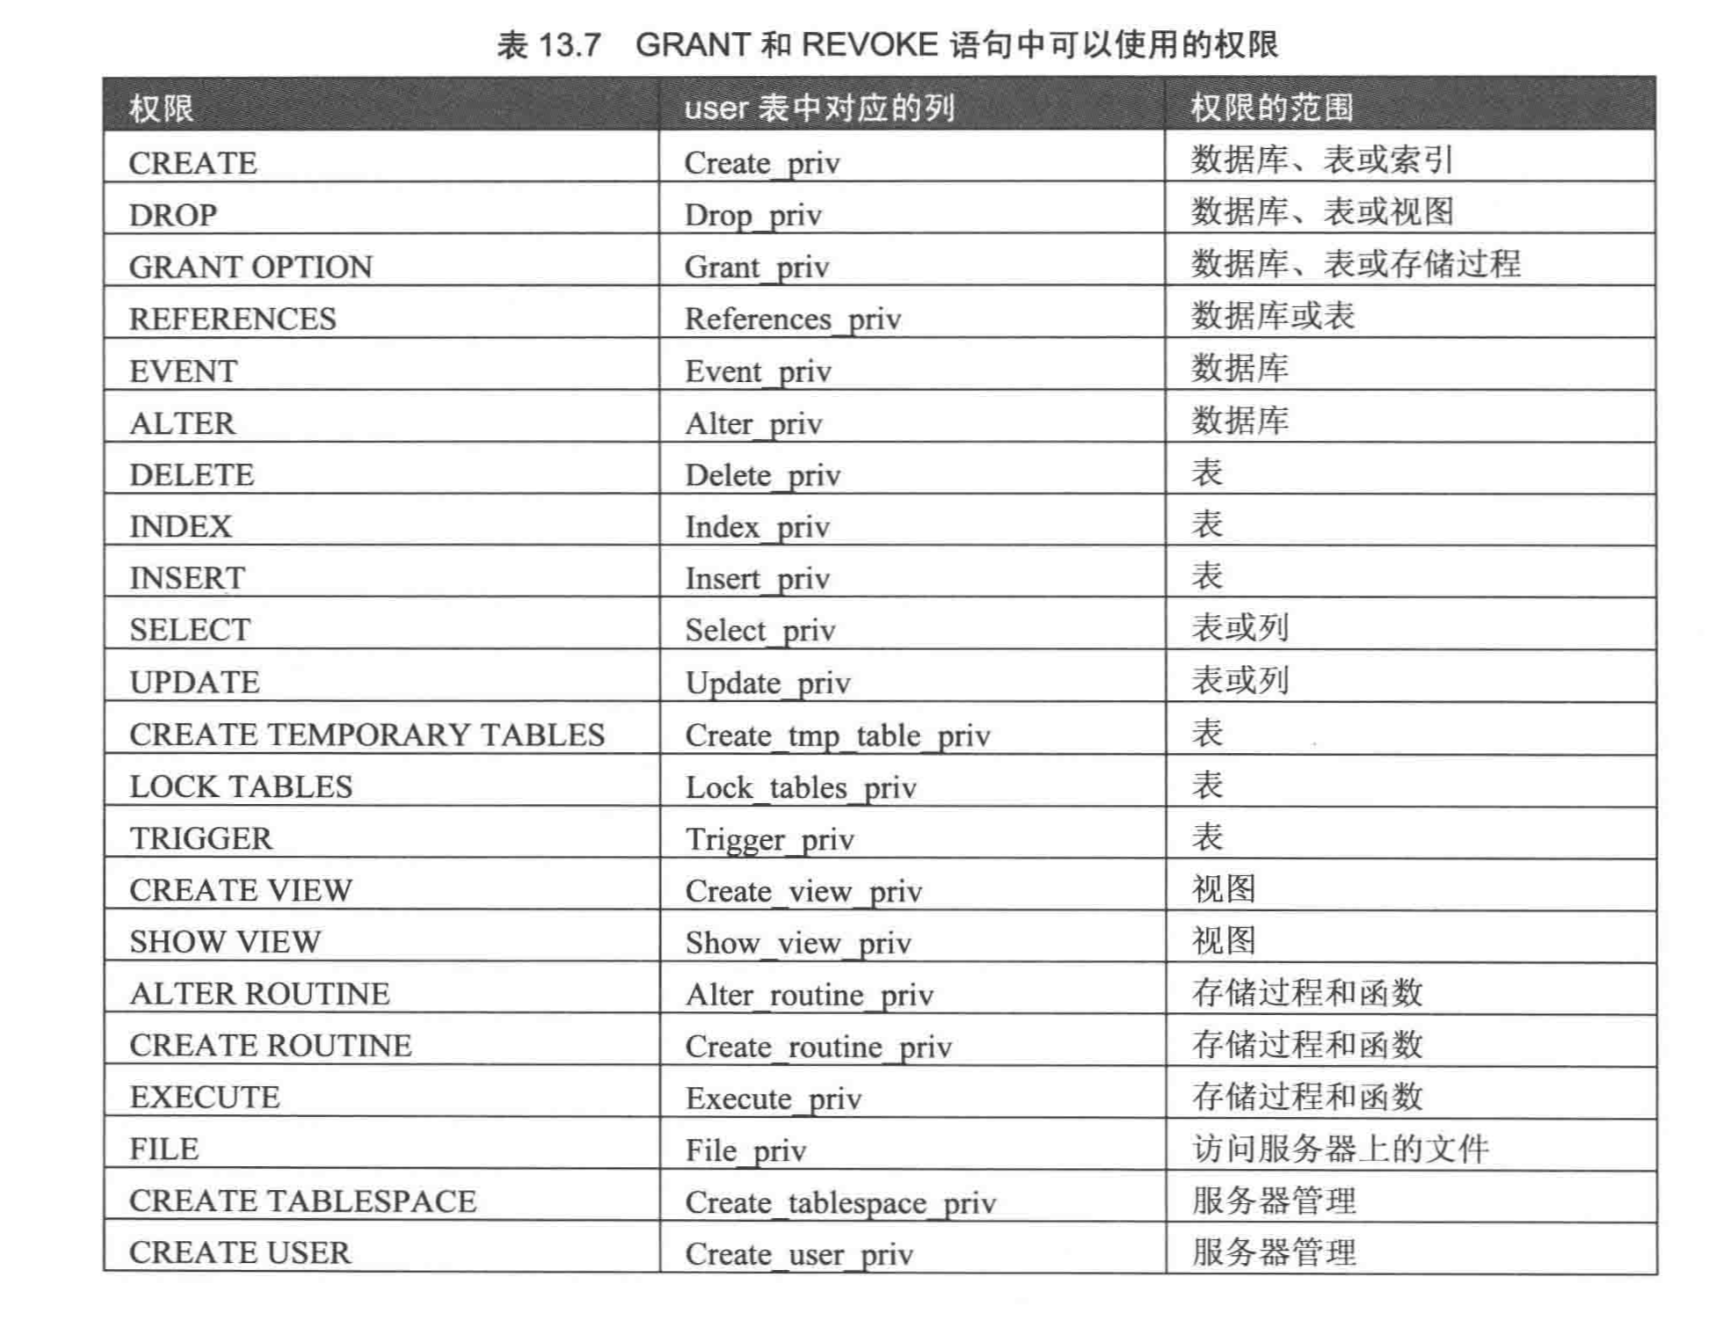 表 13.7 GRANT 和 REVOKE 语句中可以使用的权限
权限 user 表中对应的列 权限的范围
CREATE Create_priv 数据库、表或索引
DROP Drop_priv 数据库、表或视图
GRANT OPTION Grant_priv 数据库、表或存储过程
REFERENCES References_priv 数据库或表
EVENT Event_priv 数据库
ALTER Alter_priv 数据库
DELETE Delete_priv 表
INDEX Index_priv 表
INSERT Insert_priv 表
SELECT Select_priv 表或列
UPDATE Update_priv 表或列
CREATE TEMPORARY TABLES Create_tmp_table_priv 表
LOCK TABLES Lock_tables_priv 表
TRIGGER Trigger_priv 表
CREATE VIEW Create_view_priv 视图
SHOW VIEW Show_view_priv 视图
ALTER ROUTINE Alter_routine_priv 存储过程和函数
CREATE ROUTINE Create_routine_priv 存储过程和函数
EXECUTE Execute_priv 存储过程和函数
FILE File_priv 访问服务器上的文件
CREATE TABLESPACE Create_tablespace_priv 服务器管理
CREATE USER Create_user_priv 服务器管理